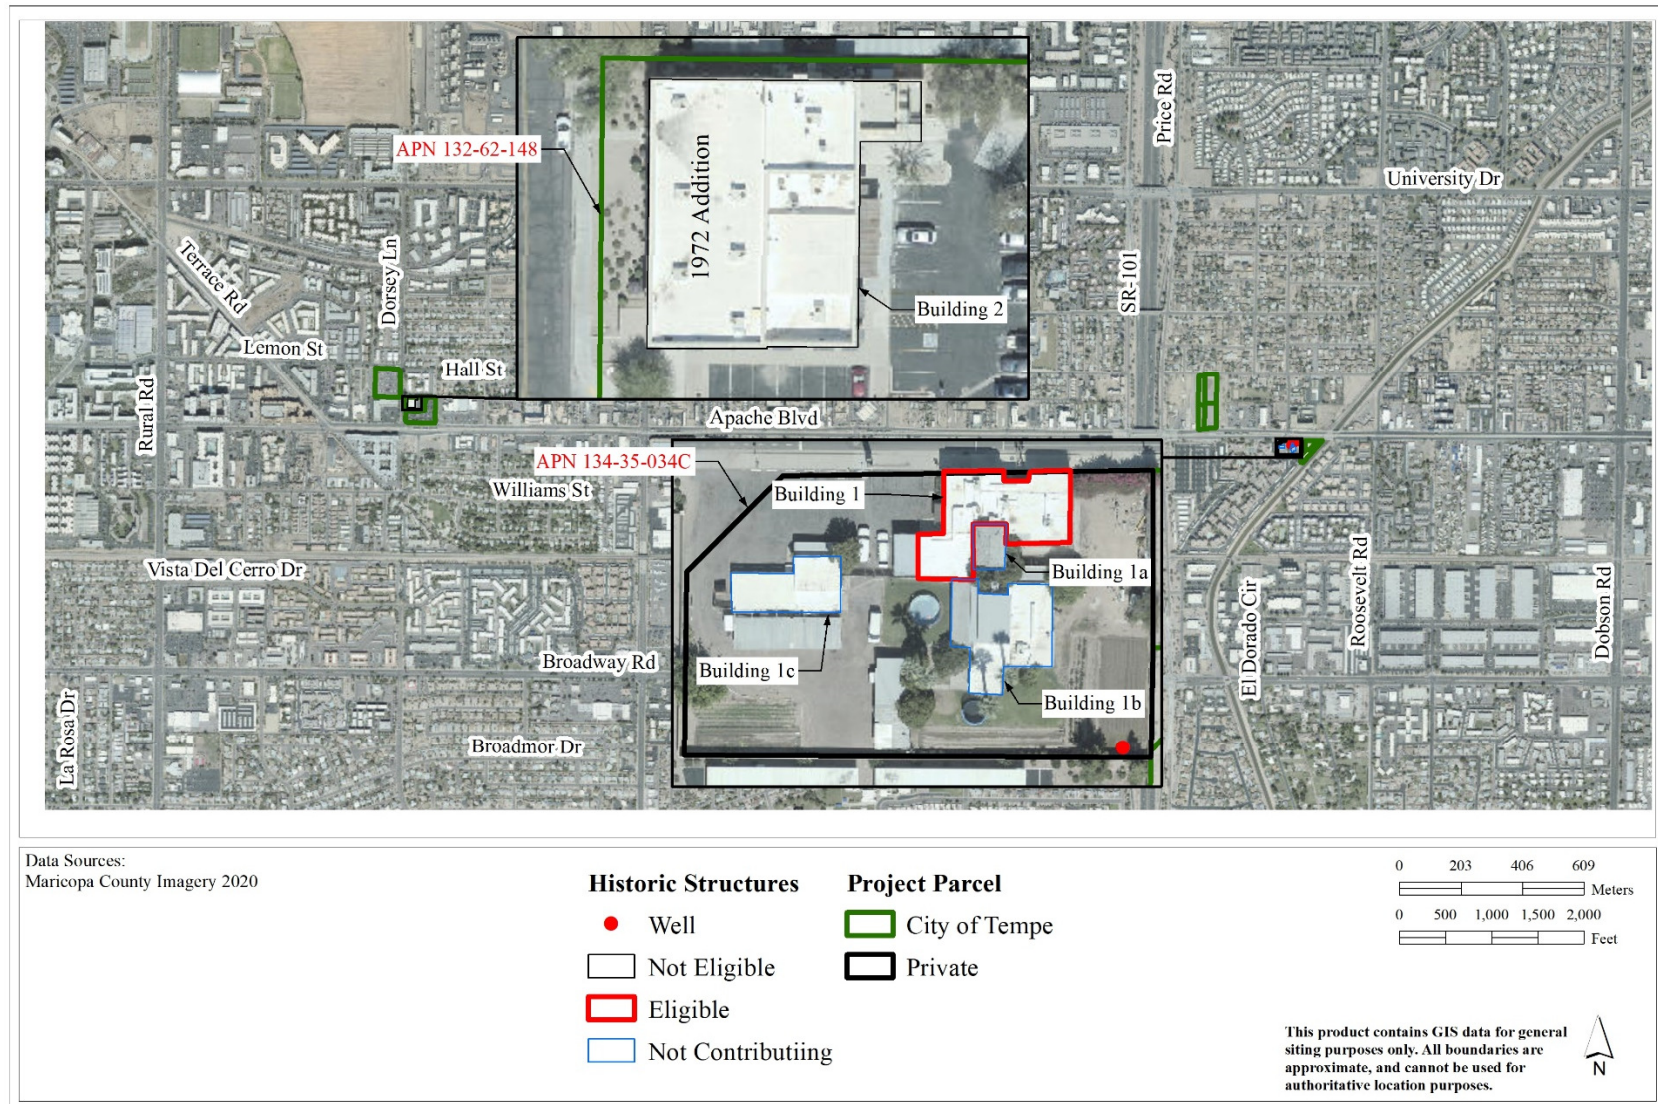 Price Rd
University Dr
APN 132-62-148
1972 Addition
Terrace Rd
Dorsey Ln
SR-101
Building 2
Lemon St
Hall St
Rural Rd
Apache Blvd
APN 134-35-034C
Williams St
Building 1
Vista Del Cerro Dr
Building 1a
Roosevelt Rd
Dobson Rd
El Dorado Cir
Broadway Rd
Building 1c
Building 1b
La Rosa Dr
Broadmor Dr
Data Sources:
Maricopa County Imagery 2020
Historic Structures
Well
Not Eligible
Eligible
Not Contributiing
Project Parcel
City of Tempe
Private
0 203 406 609
Meters
0 500 1,000 1,500 2,000
Feet
This product contains GIS data for general
siting purposes only. All boundaries are
approximate, and cannot be used for
authoritative location purposes.
N